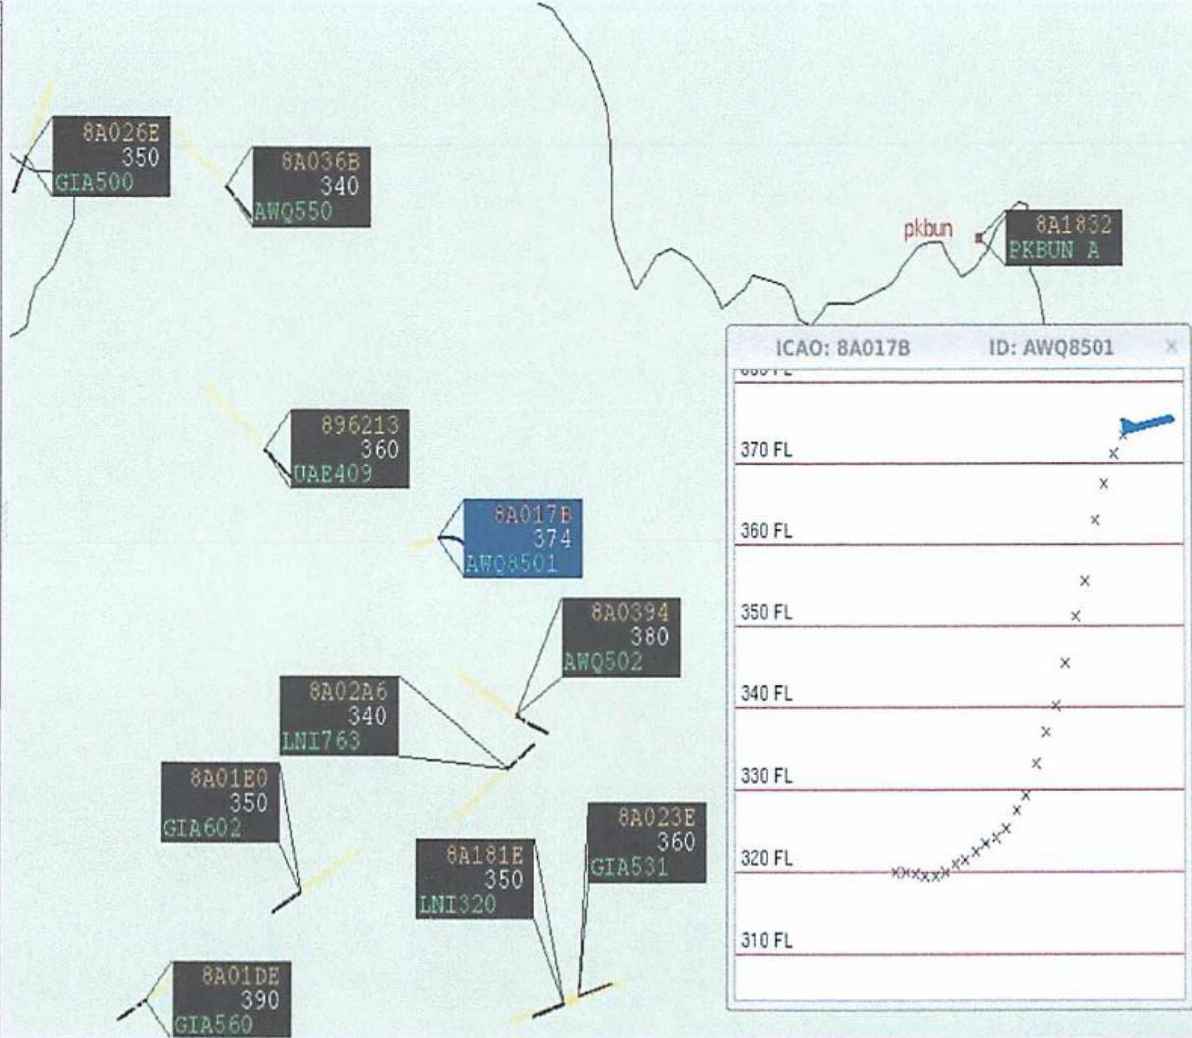 8A026E
350
GIA500
8A036B
340
AWQ550
pkbun
8A1832
PKBUN A
896213
360
UAE409
8A017B
374
AWQ8501
8A0394
380
AWQ502
8A02A6
340
LNI763
8A01E0
350
GIA602
8A181E
350
LNI320
8A023E
360
GIA531
8A01DE
390
GIA560
ICAO: 8A017B ID: AWQ8501 ×
370 FL
360 FL
350 FL
340 FL
330 FL
320 FL
310 FL